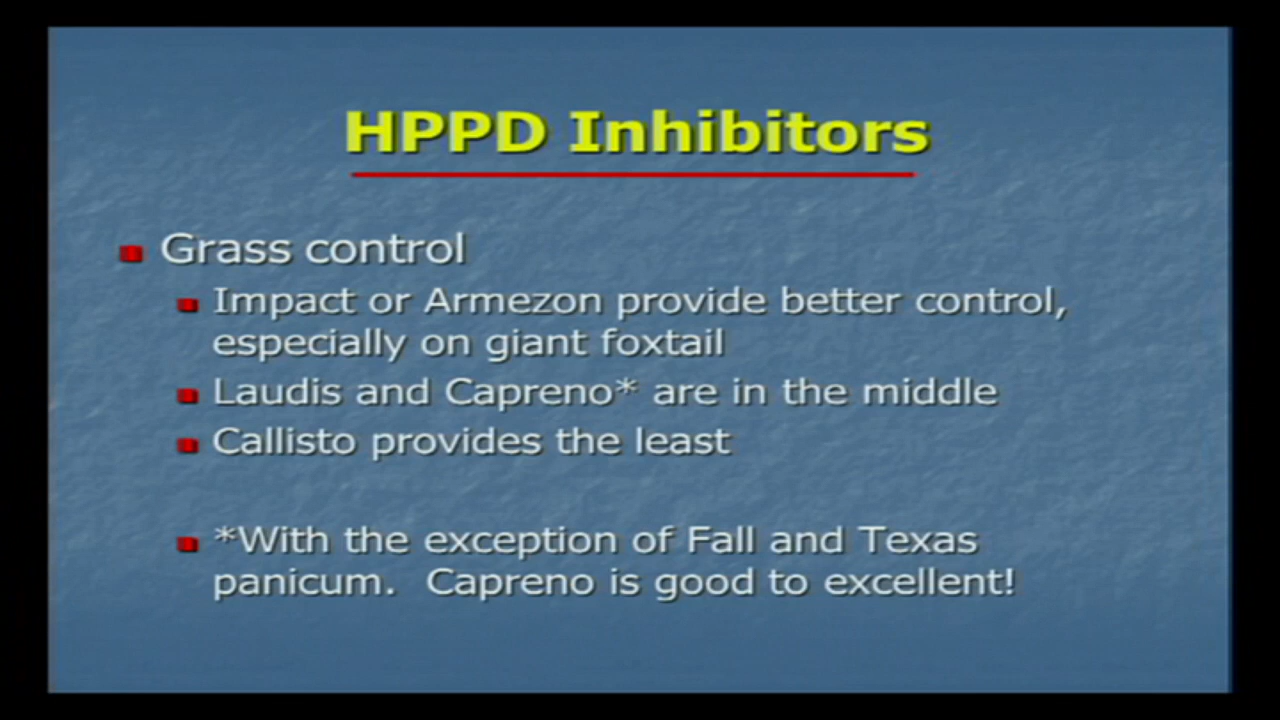 HPPD Inhibitors
Grass control
Impact or Armezon provide better control,
especially on giant foxtail
Laudis and Capreno* are in the middle
Callisto provides the least
*With the exception of Fall and Texas
panicum.  Capreno is good to excellent!